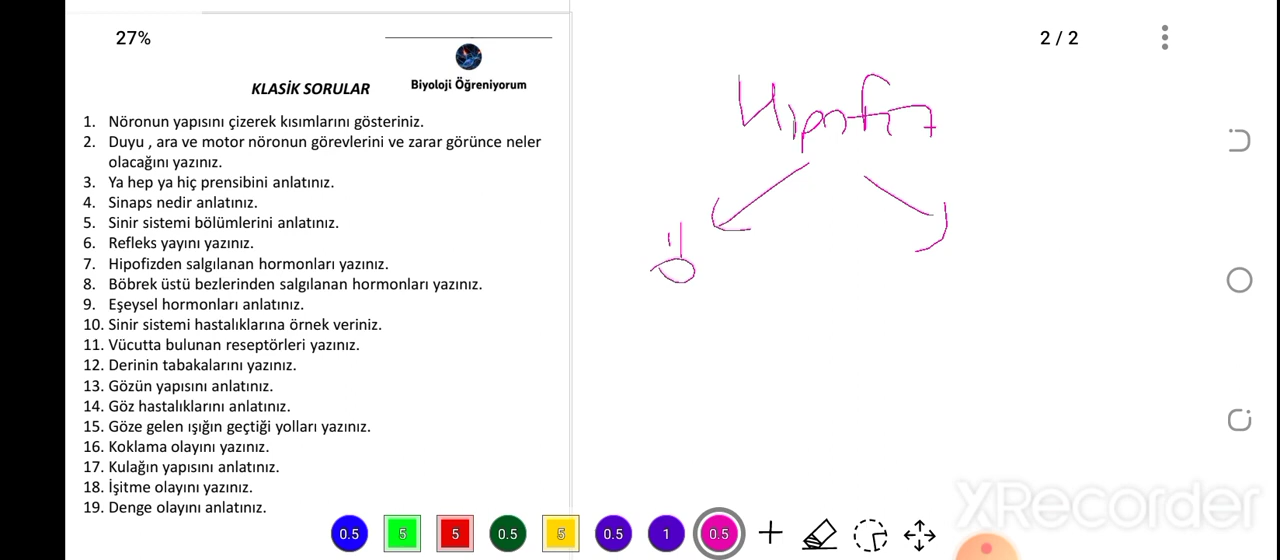 27%
2 / 2
Biyoloji Öğreniyorum
KLASİK SORULAR
1. Nöronun yapısını çizerek kısımlarını gösteriniz.
2. Duyu , ara ve motor nöronun görevlerini ve zarar görünce neler
olacağını yazınız.
3. Ya hep ya hiç prensibini anlatınız.
4. Sinaps nedir anlatınız.
5. Sinir sistemi bölümlerini anlatınız.
6. Refleks yayını yazınız.
7. Hipofizden salgılanan hormonları yazınız.
8. Böbrek üstü bezlerinden salgılanan hormonları yazınız.
9. Eşeysel hormonları anlatınız.
10. Sinir sistemi hastalıklarına örnek veriniz.
11. Vücutta bulunan reseptörleri yazınız.
12. Derinin tabakalarını yazınız.
13. Gözün yapısını anlatınız.
14. Göz hastalıklarını anlatınız.
15. Göze gelen ışığın geçtiği yolları yazınız.
16. Koklama olayını yazınız.
17. Kulağın yapısını anlatınız.
18. İşitme olayını yazınız.
19. Denge olayını anlatınız.
Hipofiz
0.5 5 5 0.5 5 0.5 1 0.5
XRecorder